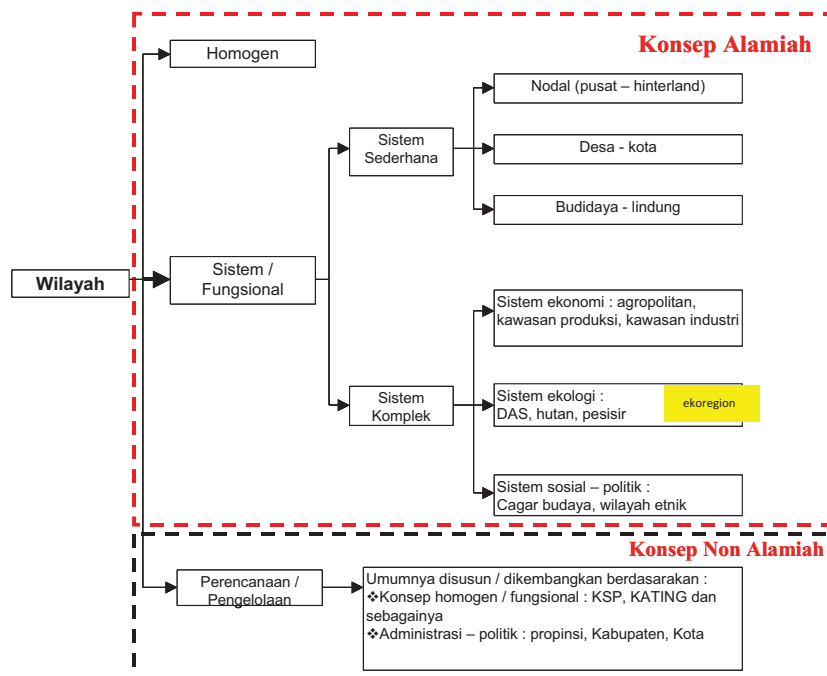 Konsep Alamiah
Homogen
Nodal (pusat – hinterland)
Sistem
Sederhana
Desa - kota
Budidaya - lindung
Wilayah
Sistem /
Fungsional
Sistem ekonomi : agropolitan,
kawasan produksi, kawasan industri
Sistem
Komplek
Sistem ekologi :
DAS, hutan, pesisir
ekoregion
Sistem sosial – politik :
Cagar budaya, wilayah etnik
Konsep Non Alamiah
Perencanaan /
Pengelolaan
Umumnya disusun / dikembangkan berdasarakan :
❖Konsep homogen / fungsional : KSP, KATING dan
sebagainya
❖Administrasi – politik : propinsi, Kabupaten, Kota